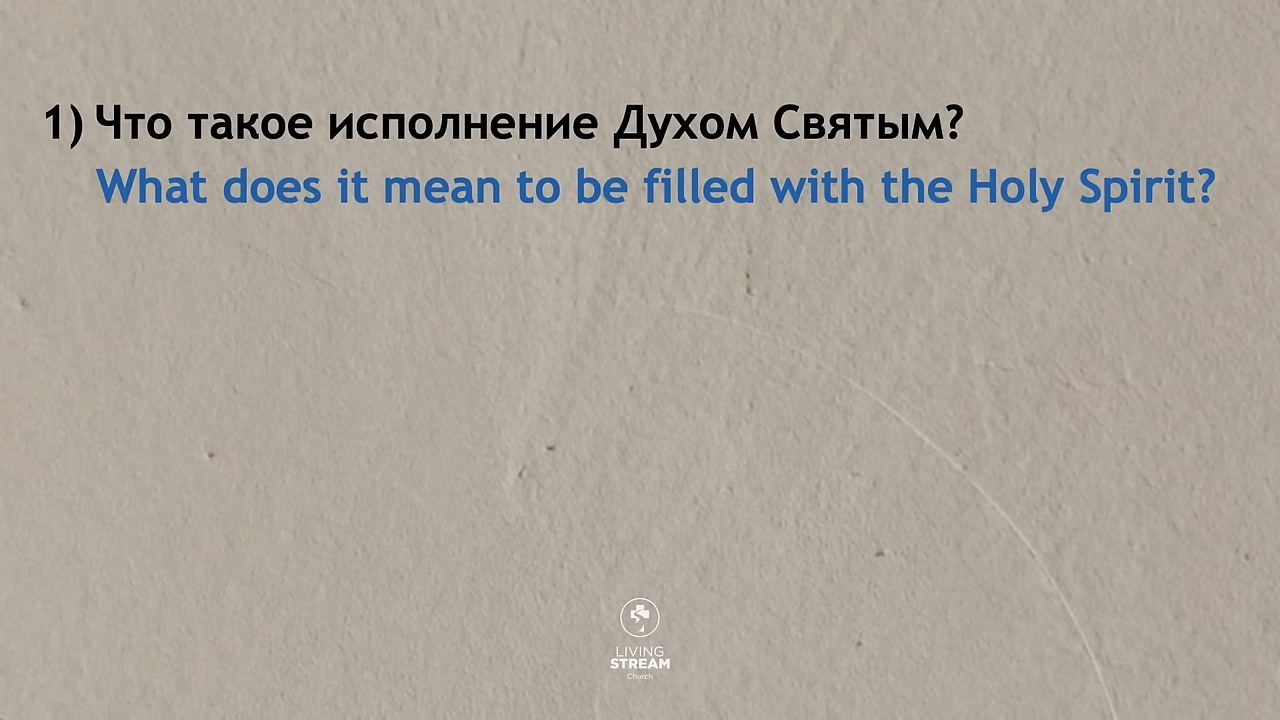 1) Что такое исполнение Духом Святым?
What does it mean to be filled with the Holy Spirit?
LIVING
STREAM
Church